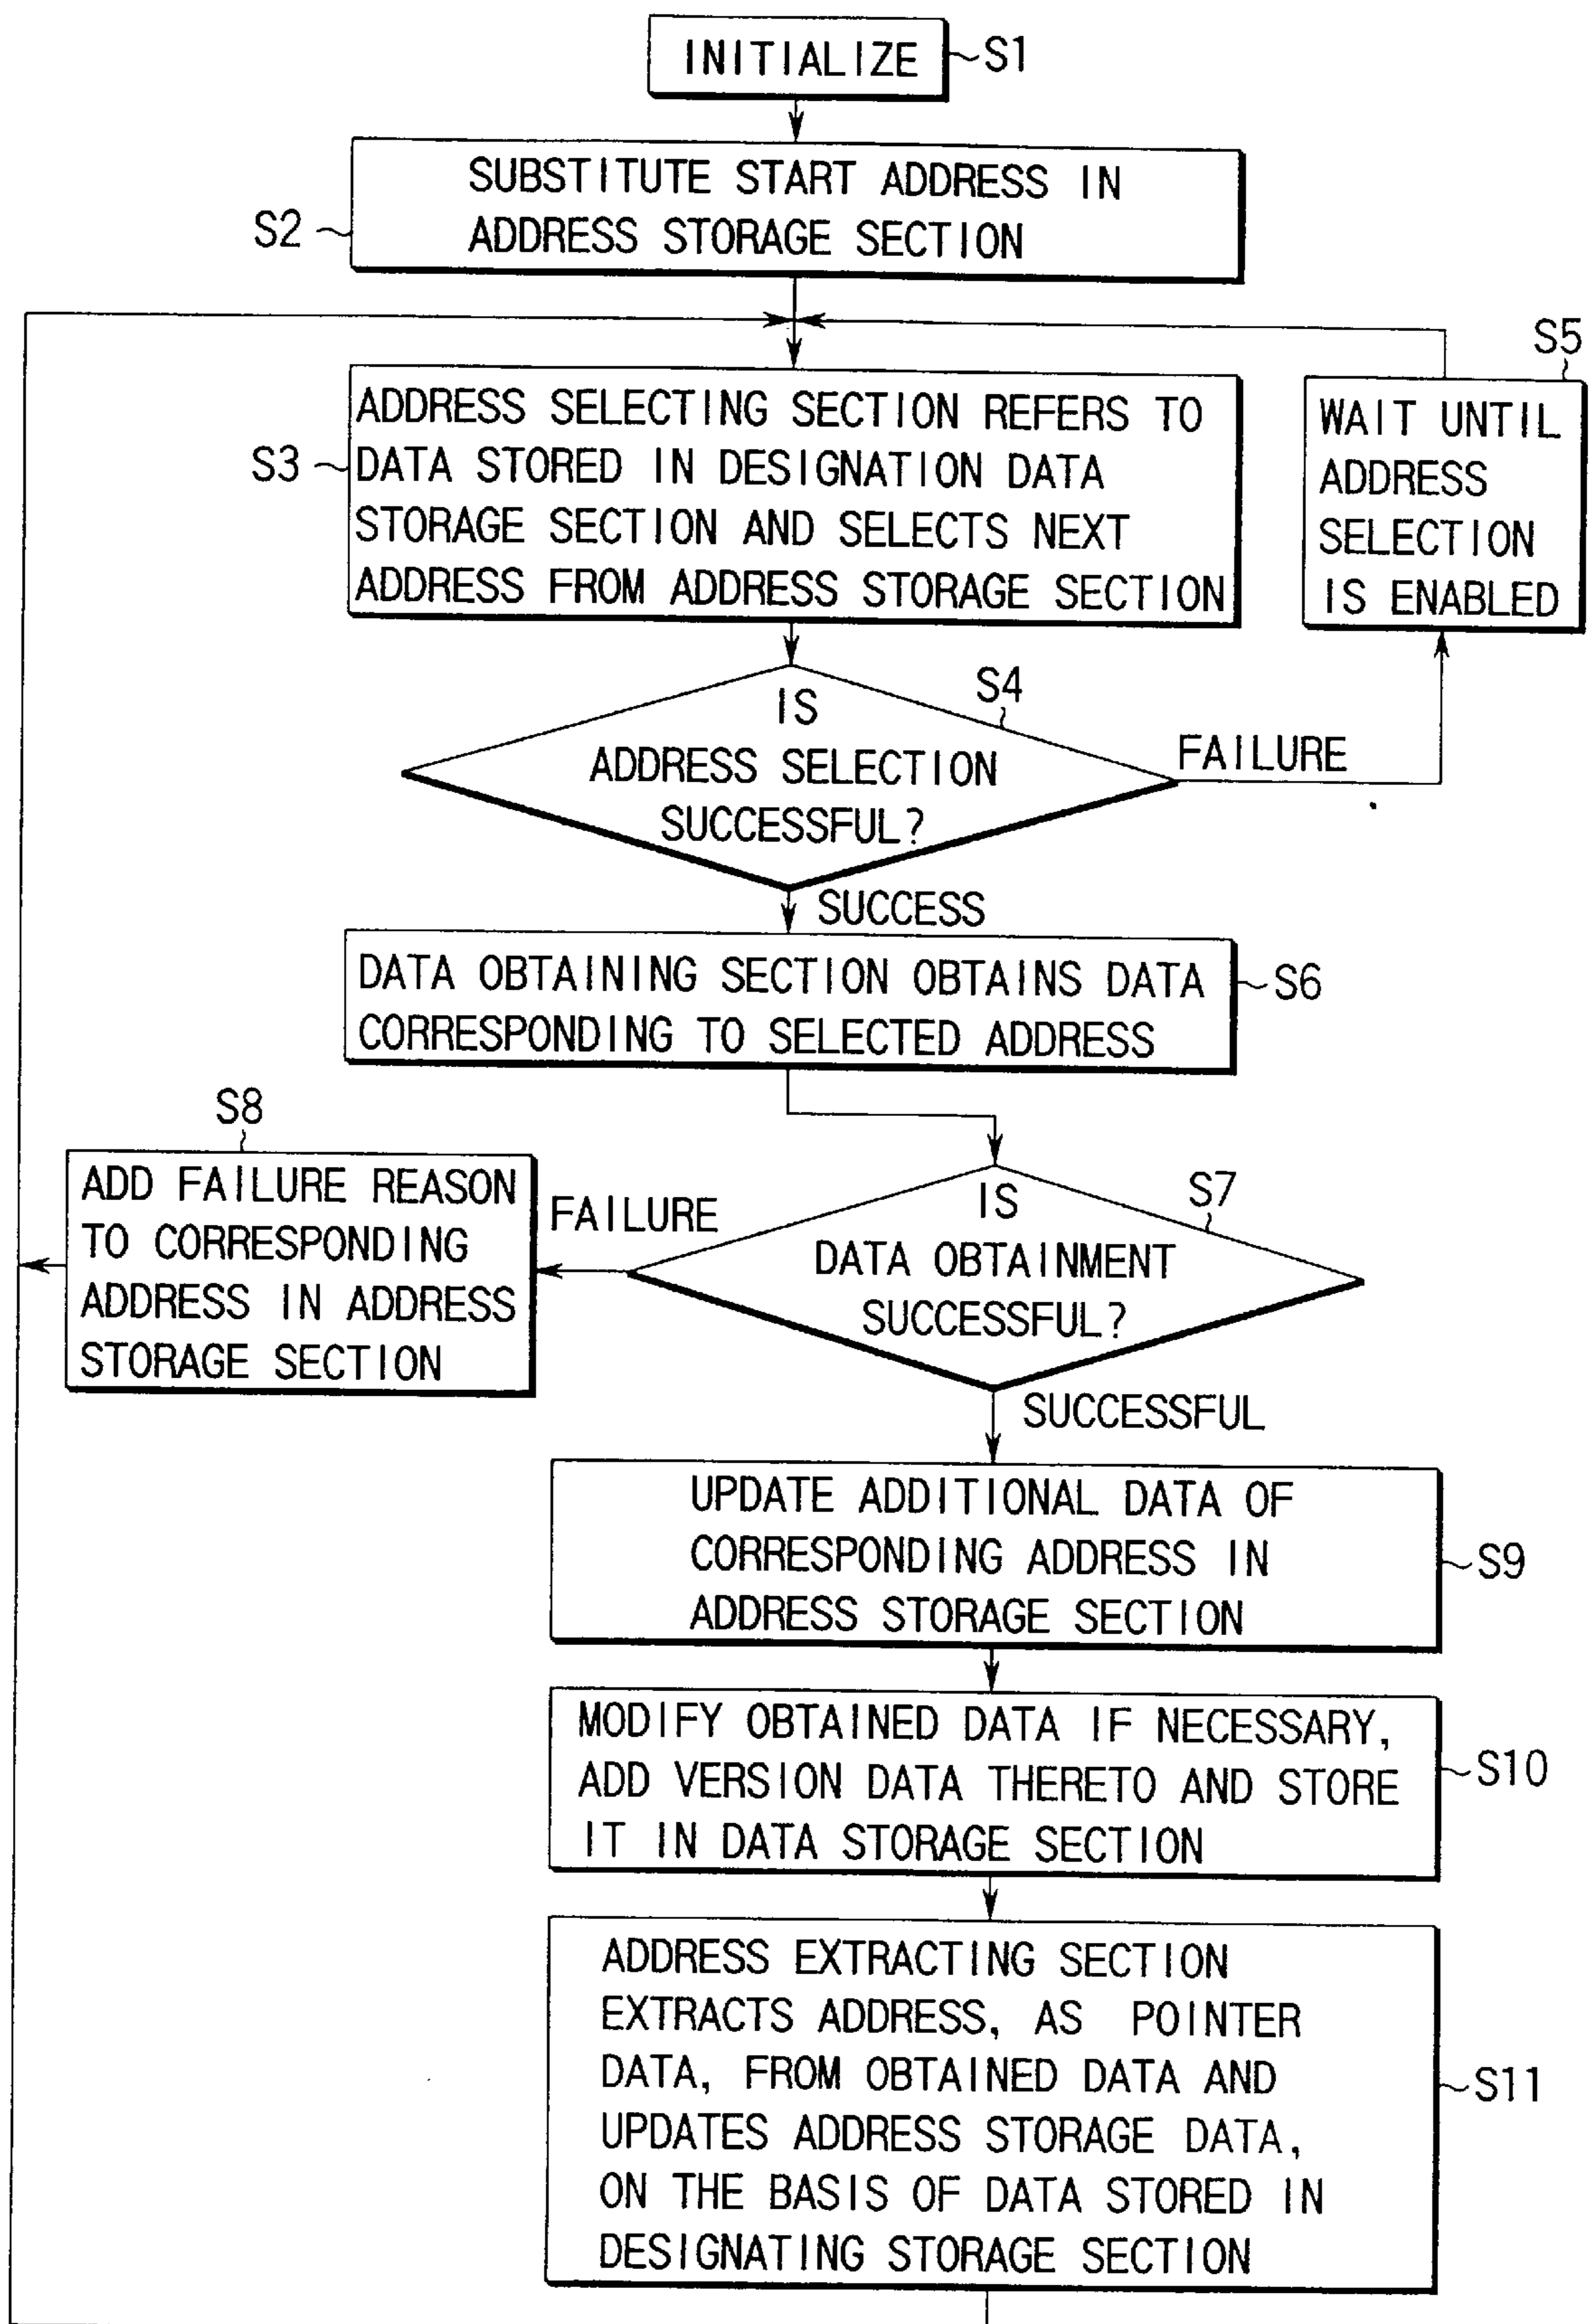 INITIALIZE
S1
SUBSTITUTE START ADDRESS IN
ADDRESS STORAGE SECTION
S2
ADDRESS SELECTING SECTION REFERS TO
DATA STORED IN DESIGNATION DATA
STORAGE SECTION AND SELECTS NEXT
ADDRESS FROM ADDRESS STORAGE SECTION
S3
S5
WAIT UNTIL
ADDRESS
SELECTION
IS ENABLED
S4
IS
ADDRESS SELECTION
SUCCESSFUL?
FAILURE
SUCCESS
DATA OBTAINING SECTION OBTAINS DATA
CORRESPONDING TO SELECTED ADDRESS
S6
S8
ADD FAILURE REASON
TO CORRESPONDING
ADDRESS IN ADDRESS
STORAGE SECTION
FAILURE
S7
IS
DATA OBTAINMENT
SUCCESSFUL?
SUCCESSFUL
UPDATE ADDITIONAL DATA OF
CORRESPONDING ADDRESS IN
ADDRESS STORAGE SECTION
S9
MODIFY OBTAINED DATA IF NECESSARY,
ADD VERSION DATA THERETO AND STORE
IT IN DATA STORAGE SECTION
S10
ADDRESS EXTRACTING SECTION
EXTRACTS ADDRESS, AS POINTER
DATA, FROM OBTAINED DATA AND
UPDATES ADDRESS STORAGE DATA,
ON THE BASIS OF DATA STORED IN
DESIGNATING STORAGE SECTION
S11